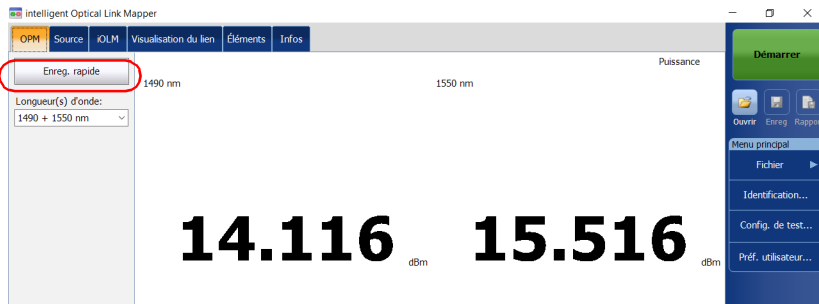 intelligent Optical Link Mapper
OPM Source iOLM Visualisation du lien Éléments Infos
Enreg. rapide
Longueur(s) d'onde:
1490 + 1550 nm
Puissance
1490 nm 1550 nm
14.116 dBm 15.516 dBm
Démarrer
Ouvrir Enreg Rappor
Menu principal
Fichier
Identification...
Config. de test...
Préf. utilisateur...